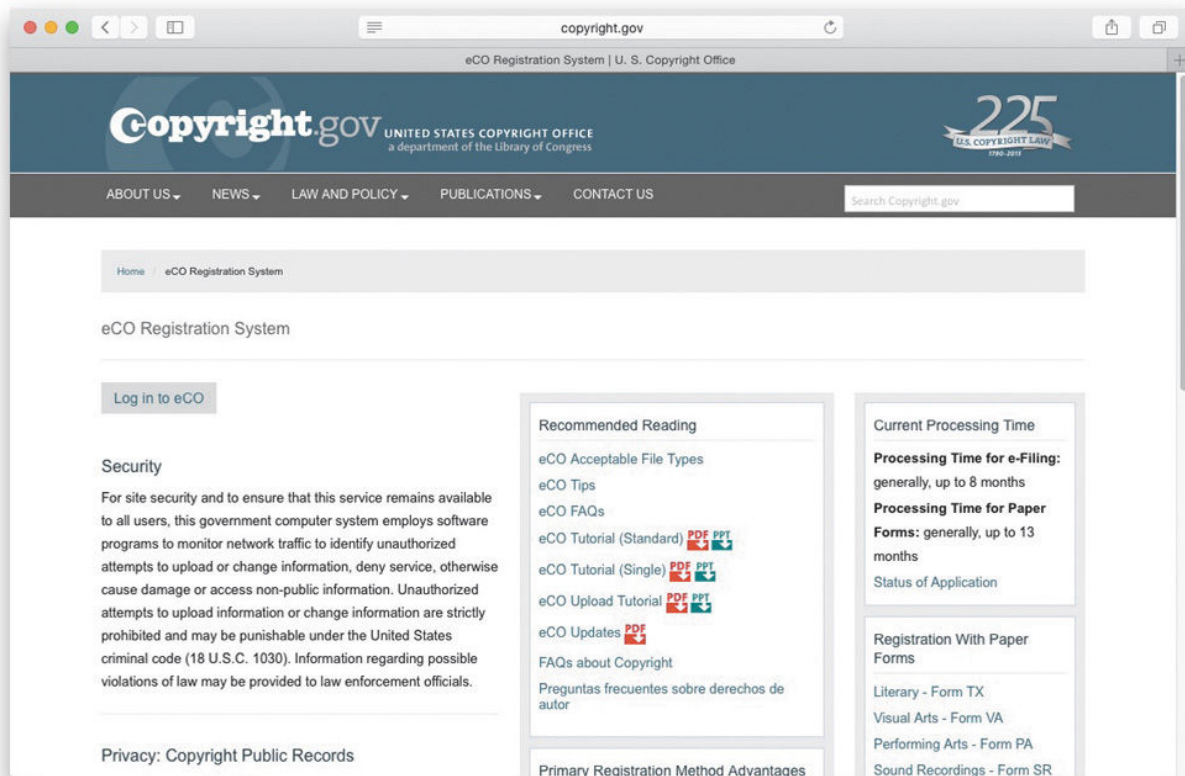 copyright.gov
eCO Registration System | U. S. Copyright Office
Copyright.gov UNITED STATES COPYRIGHT OFFICE
a department of the Library of Congress
225
U.S. COPYRIGHT LAW
1790-2015
ABOUT US NEWS LAW AND POLICY PUBLICATIONS CONTACT US
Search Copyright.gov
Home / eCO Registration System
eCO Registration System
Log in to eCO
Security
For site security and to ensure that this service remains available
to all users, this government computer system employs software
programs to monitor network traffic to identify unauthorized
attempts to upload or change information, deny service, otherwise
cause damage or access non-public information. Unauthorized
attempts to upload information or change information are strictly
prohibited and may be punishable under the United States
criminal code (18 U.S.C. 1030). Information regarding possible
violations of law may be provided to law enforcement officials.
Privacy: Copyright Public Records
Recommended Reading
eCO Acceptable File Types
eCO Tips
eCO FAQs
eCO Tutorial (Standard) PDF PPT
eCO Tutorial (Single) PDF PPT
eCO Upload Tutorial PDF PPT
eCO Updates PDF
FAQs about Copyright
Preguntas frecuentes sobre derechos de
autor
Primary Registration Method Advantages
Current Processing Time
Processing Time for e-Filing:
generally, up to 8 months
Processing Time for Paper
Forms: generally, up to 13
months
Status of Application
Registration With Paper
Forms
Literary - Form TX
Visual Arts - Form VA
Performing Arts - Form PA
Sound Recordings - Form SR